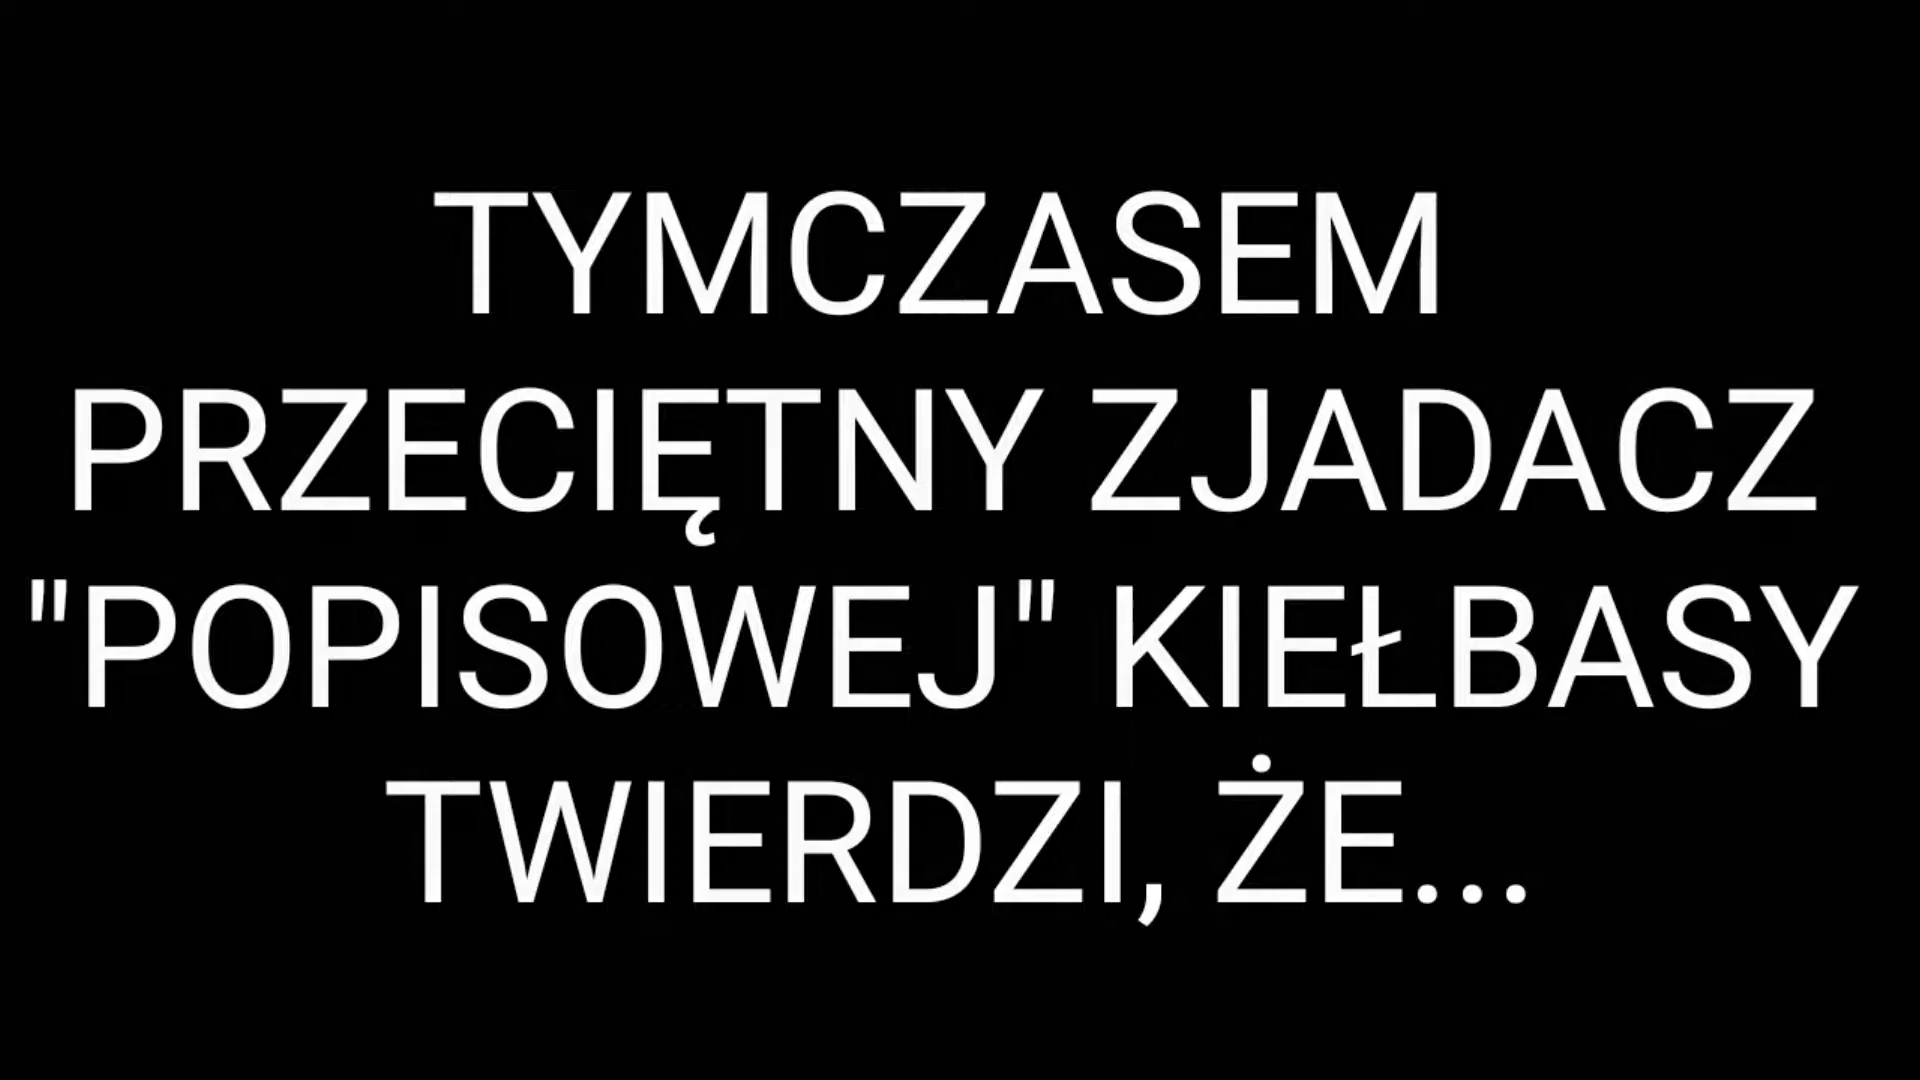 TYMCZASEM
PRZECIĘTNY ZJADACZ
"POPISOWEJ" KIEŁBASY
TWIERDZI, ŻE...